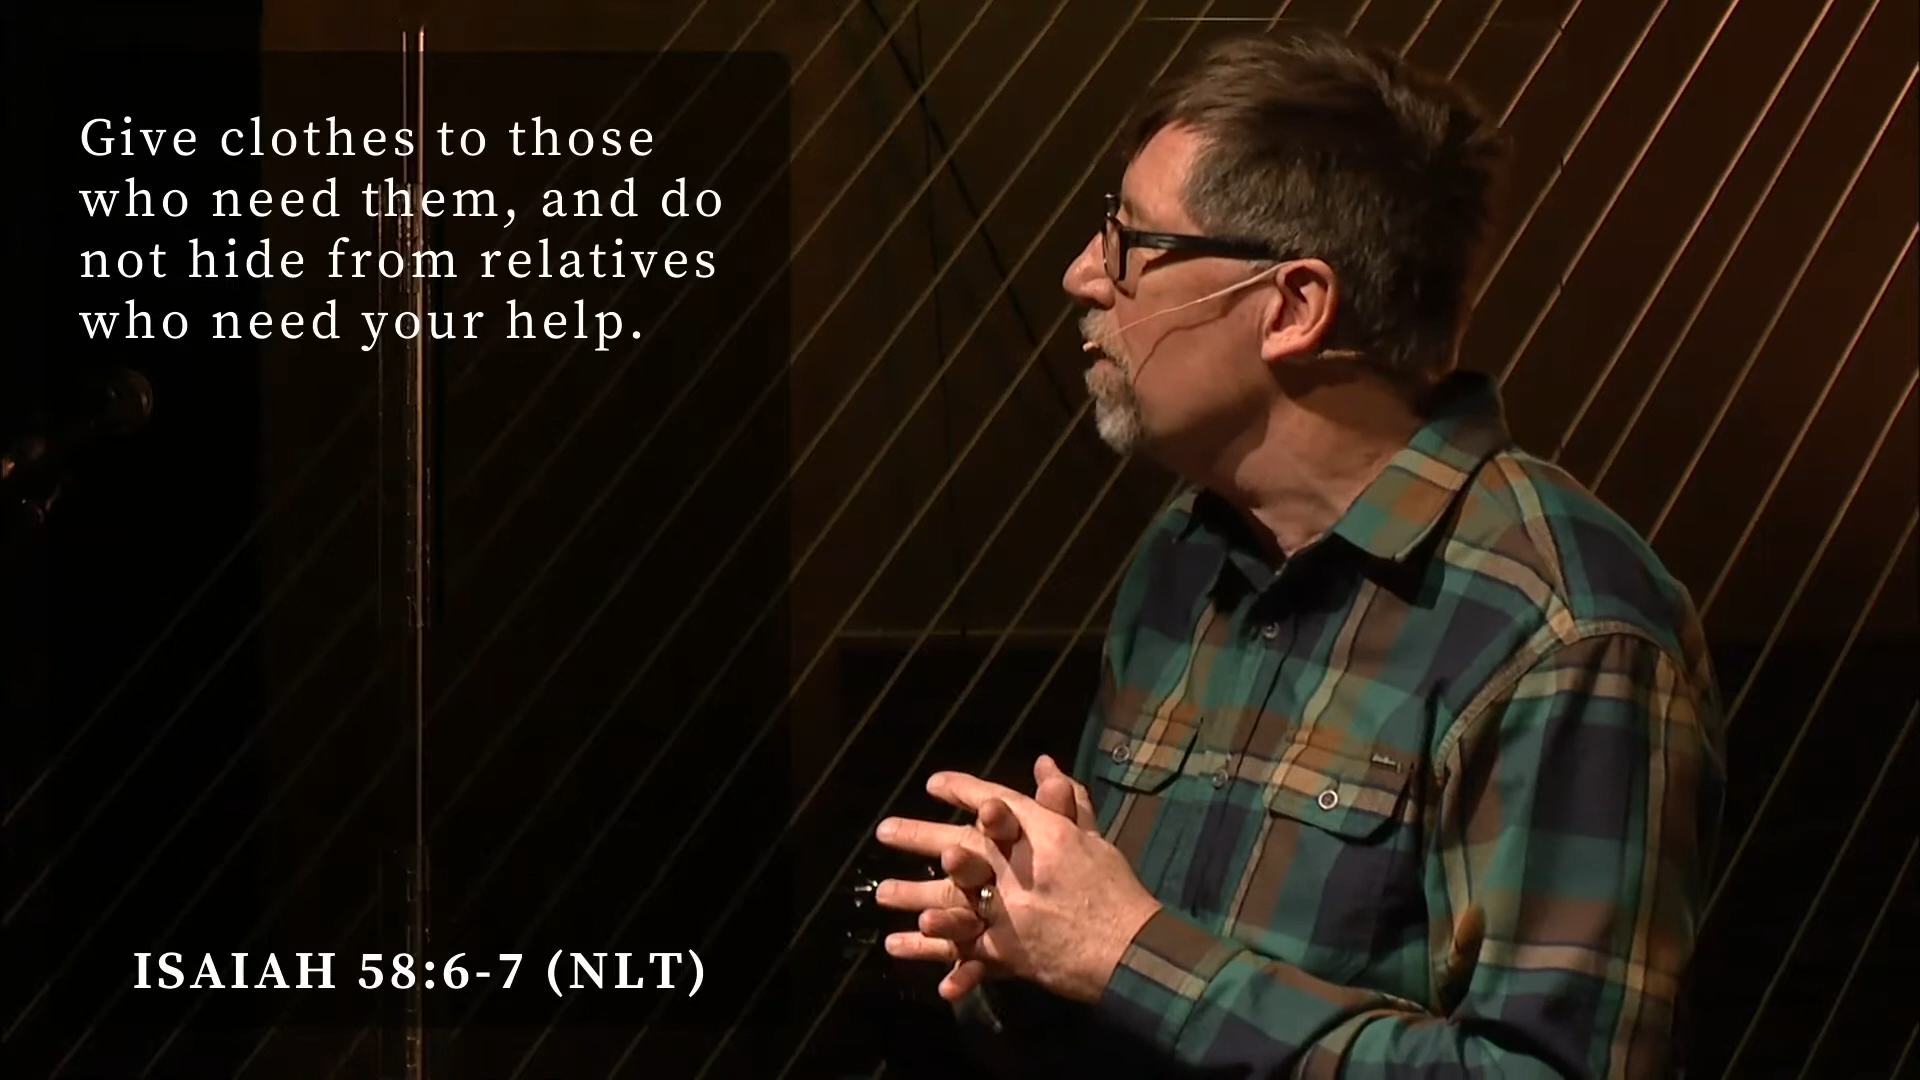 Give clothes to those
who need them, and do
not hide from relatives
who need your help.
ISAIAH 58:6-7 (NLT)